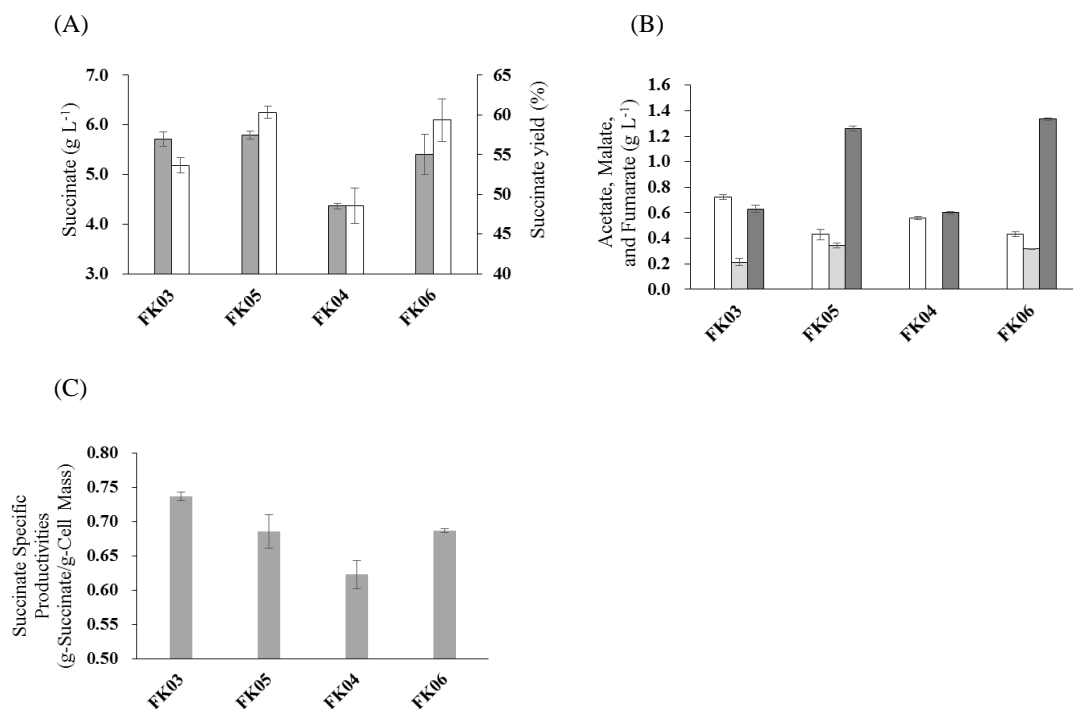 (A)
Succinate (g L⁻¹)
7.0
6.0
5.0
4.0
3.0
65
60
55
50
45
40
Succinate yield (%)
FK03
FK05
FK04
FK06
(B)
Acetate, Malate,
and Fumarate (g L⁻¹)
1.6
1.4
1.2
1.0
0.8
0.6
0.4
0.2
0.0
FK03
FK05
FK04
FK06
(C)
Succinate Specific
Productivities
(g-Succinate/g-Cell Mass)
0.80
0.75
0.70
0.65
0.60
0.55
0.50
FK03
FK05
FK04
FK06